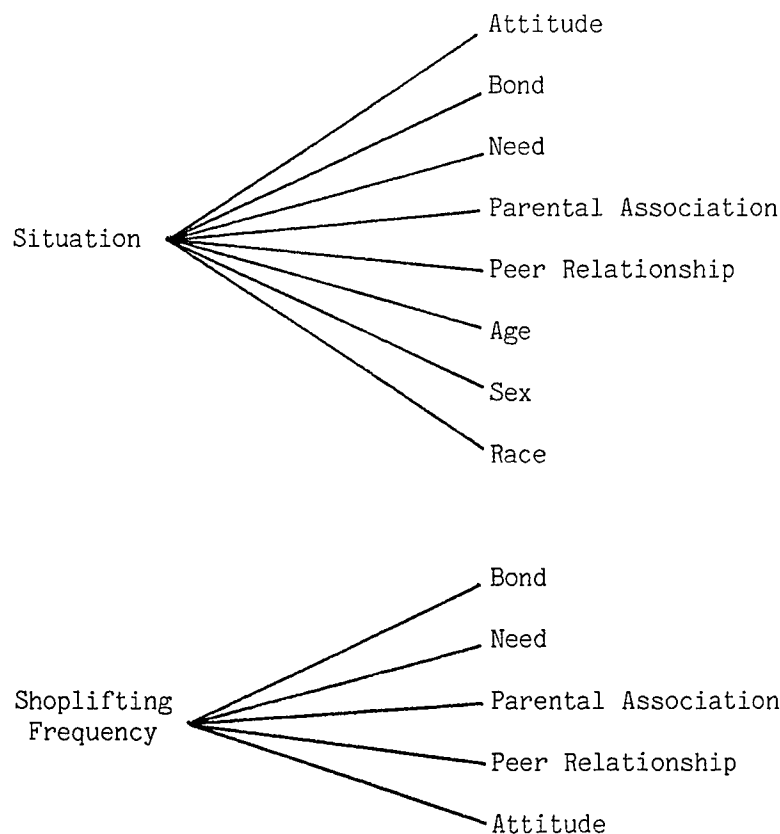 Attitude
Bond
Need
Parental Association
Situation
Peer Relationship
Age
Sex
Race
Bond
Need
Shoplifting
Frequency
Parental Association
Peer Relationship
Attitude